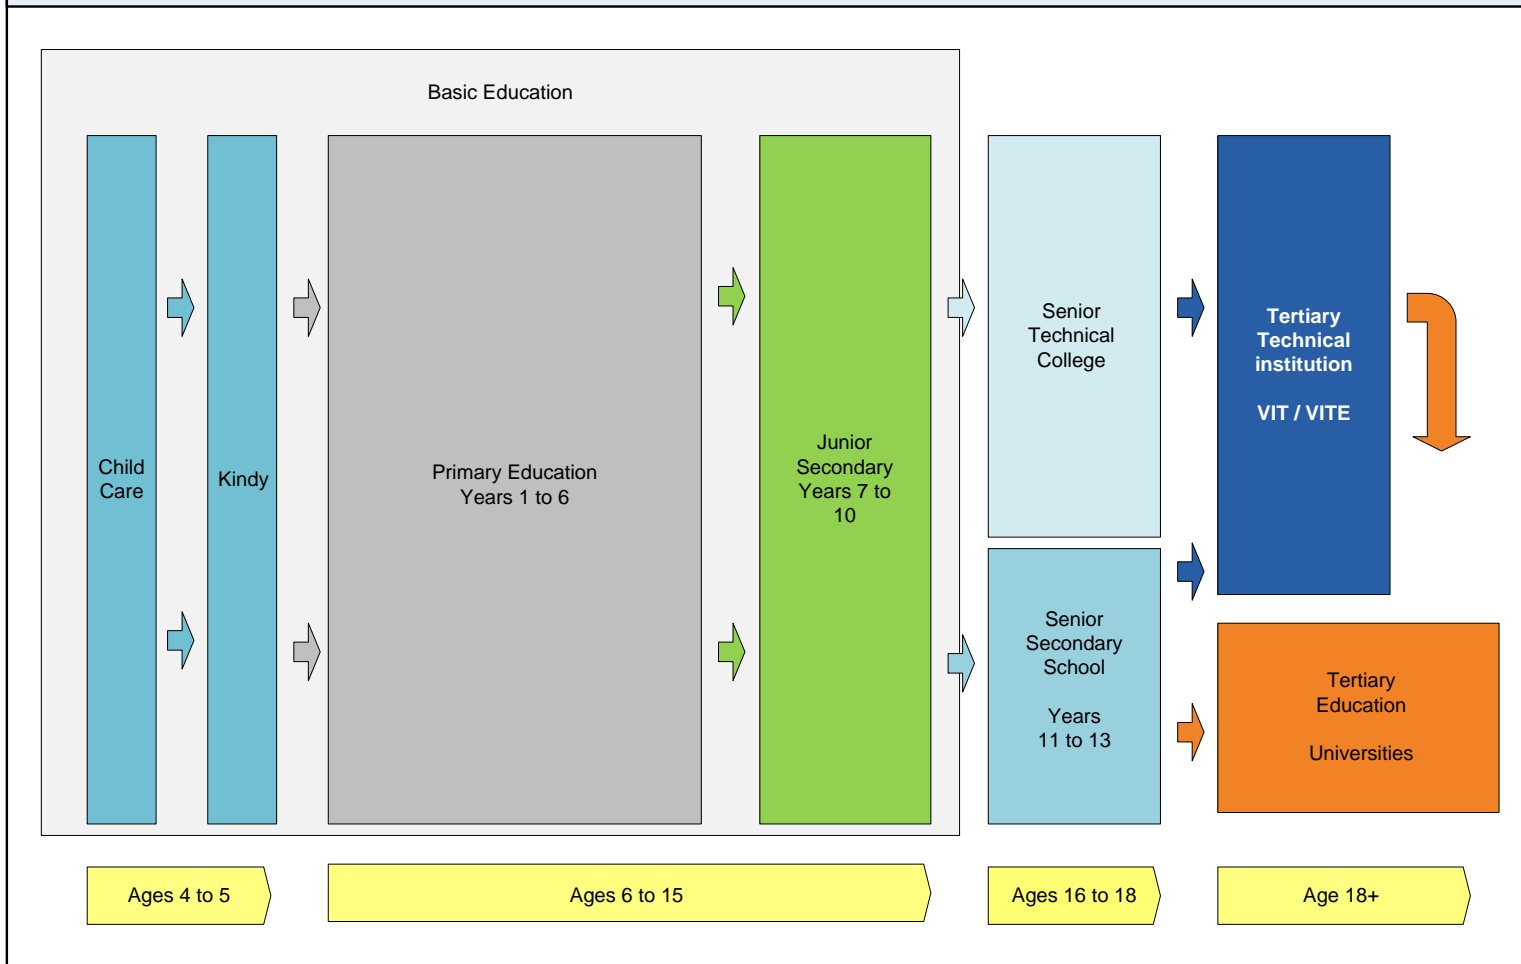 Basic Education
Child
Care
Kindy
Primary Education
Years 1 to 6
Junior
Secondary
Years 7 to
10
Senior
Technical
College
Senior
Secondary
School
Years
11 to 13
Tertiary
Technical
institution
VIT / VITE
Tertiary
Education
Universities
Ages 4 to 5
Ages 6 to 15
Ages 16 to 18
Age 18+